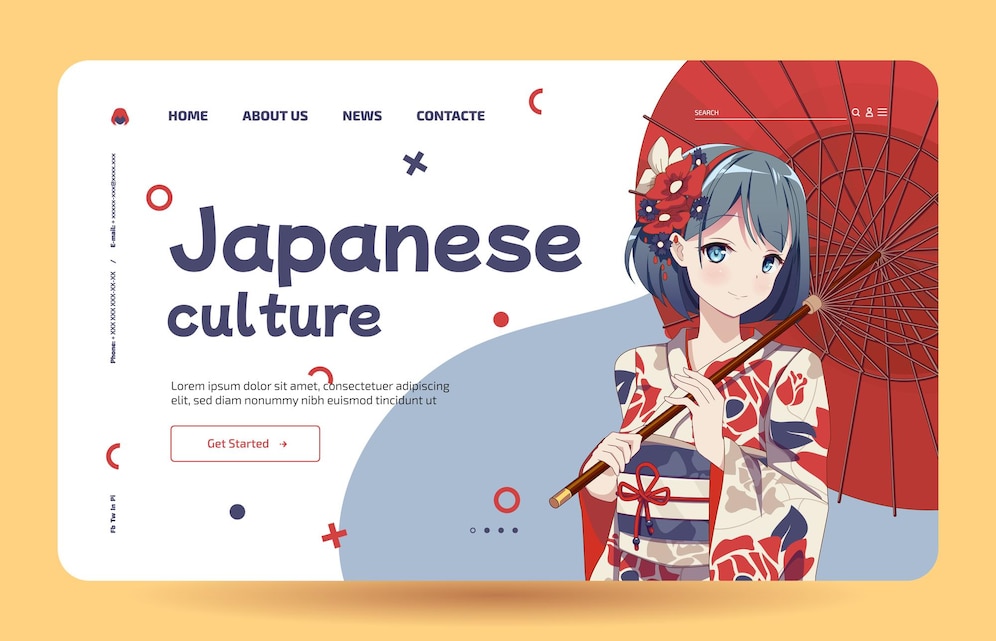 HOME ABOUT US NEWS CONTACTE
SEARCH
Phone: + XXX XXX XXX-XX-XX / E-mail: + xxxxx-xxx@xxxx.xxx
Japanese
culture
Lorem ipsum dolor sit amet, consectetuer adipiscing
elit, sed diam nonummy nibh euismod tincidunt ut
Get Started →
Fb Tw In Pi